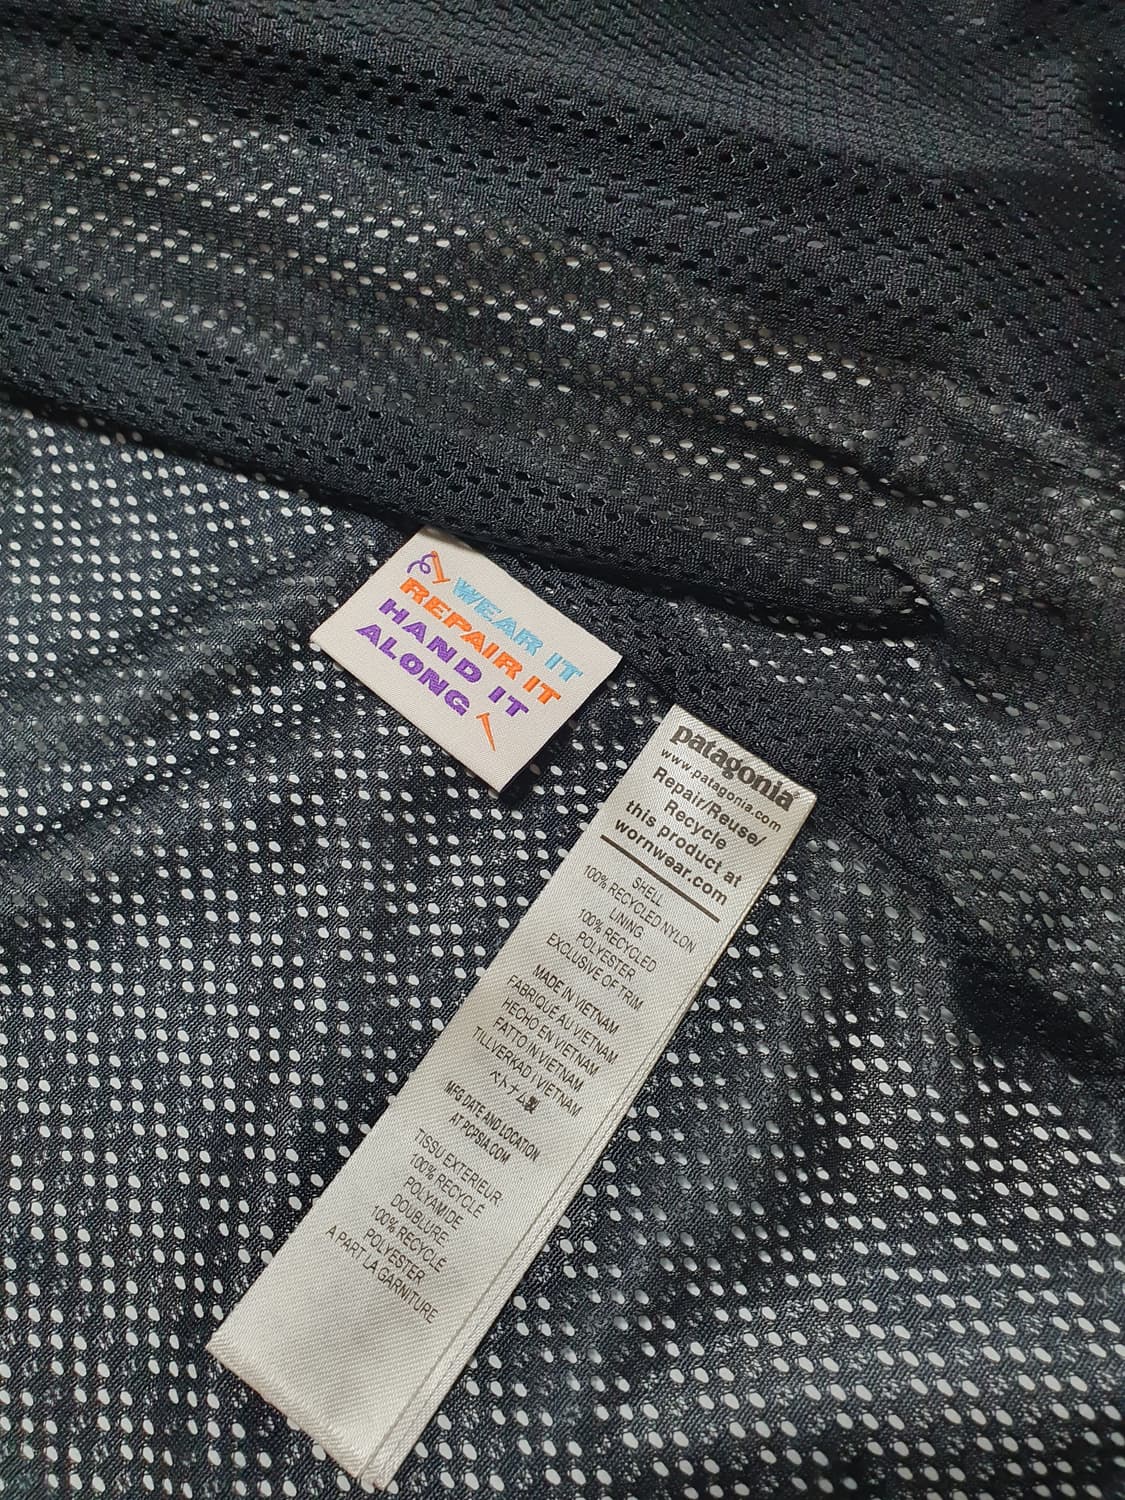 WEAR IT
REPAIR IT
HAND IT
ALONG
patagonia®
www.patagonia.com
Repair/Reuse/
Recycle
this product at
wornwear.com
SHELL
100% RECYCLED NYLON
LINING
100% RECYCLED
POLYESTER
EXCLUSIVE OF TRIM
MADE IN VIETNAM
FABRIQUÉ AU VIETNAM
HECHO EN VIETNAM
FATTO IN VIETNAM
TILLVERKAD I VIETNAM
ベトナム製
MFG DATE AND LOCATION
AT POPSIA.COM
TISSU EXTERIEUR
100% RECYCLÉ
POLYAMIDE
DOUBLURE
100% RECYCLE
POLYESTER
A PART LA GARNITURE